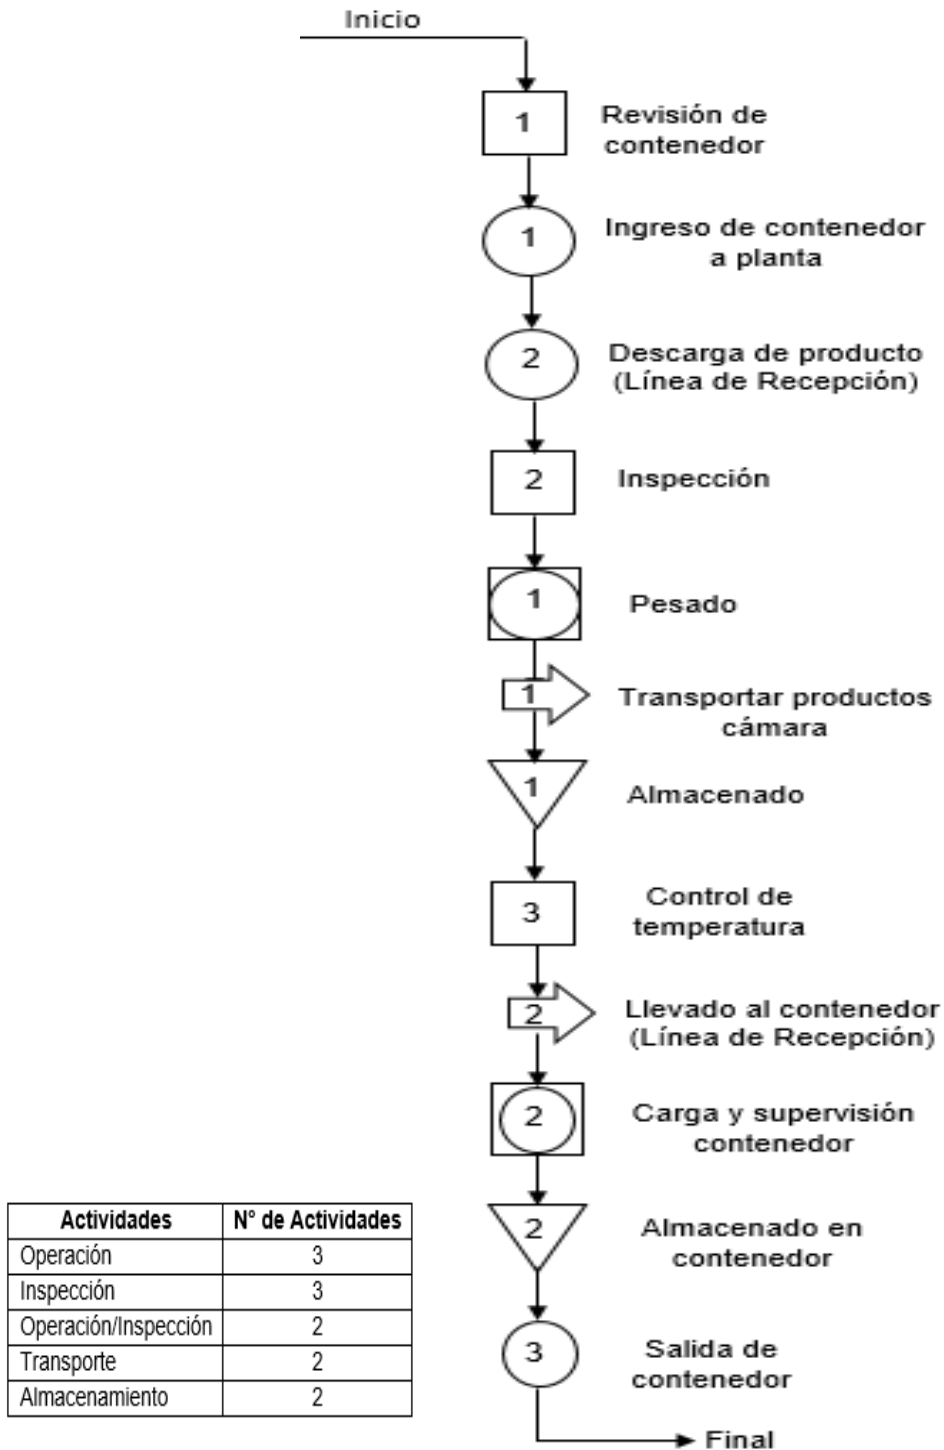 Inicio
1
Revisión de
contenedor
1
Ingreso de contenedor
a planta
2
Descarga de producto
(Línea de Recepción)
2
Inspección
1
Pesado
1
Transportar productos
cámara
1
Almacenado
3
Control de
temperatura
2
Llevado al contenedor
(Línea de Recepción)
2
Carga y supervisión
contenedor
2
Almacenado en
contenedor
3
Salida de
contenedor
Final
Actividades N° de Actividades
Operación 3
Inspección 3
Operación/Inspección 2
Transporte 2
Almacenamiento 2